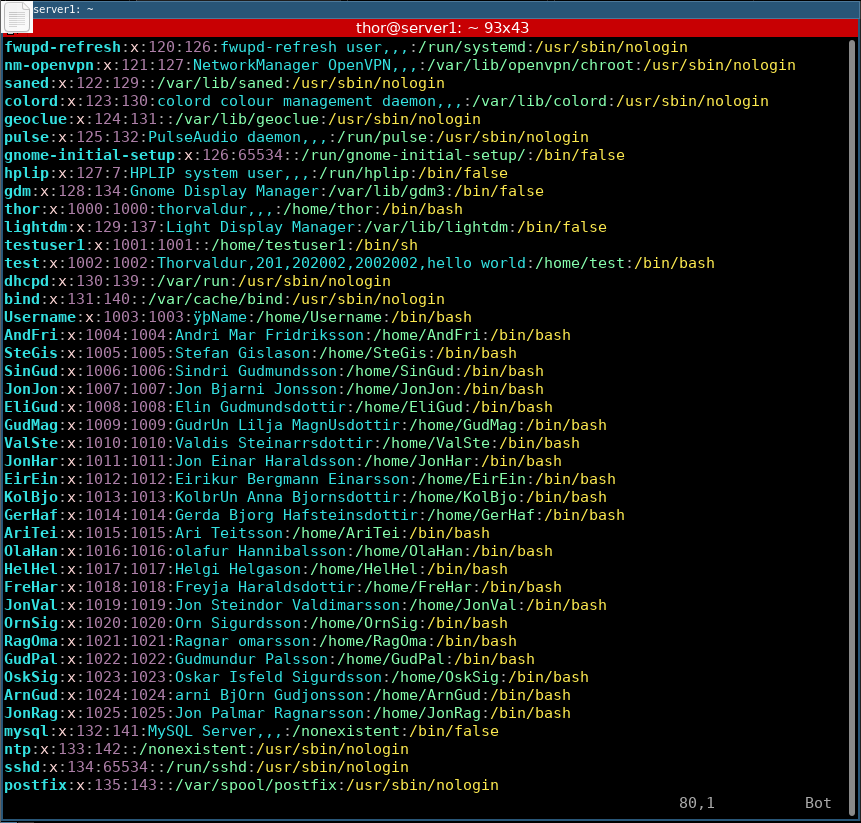 server1: ~
thor@server1: ~ 93x43
fwupd-refresh:x:120:126:fwupd-refresh user,,,:/run/systemd:/usr/sbin/nologin
nm-openvpn:x:121:127:NetworkManager OpenVPN,,,:/var/lib/openvpn/chroot:/usr/sbin/nologin
saned:x:122:129::/var/lib/saned:/usr/sbin/nologin
colord:x:123:130:colord colour management daemon,,,:/var/lib/colord:/usr/sbin/nologin
geoclue:x:124:131::/var/lib/geoclue:/usr/sbin/nologin
pulse:x:125:132:PulseAudio daemon,,,:/run/pulse:/usr/sbin/nologin
gnome-initial-setup:x:126:65534::/run/gnome-initial-setup/:/bin/false
hplip:x:127:7:HPLIP system user,,,:/run/hplip:/bin/false
gdm:x:128:134:Gnome Display Manager:/var/lib/gdm3:/bin/false
thor:x:1000:1000:thorvaldur,,,:/home/thor:/bin/bash
lightdm:x:129:137:Light Display Manager:/var/lib/lightdm:/bin/false
testuser1:x:1001:1001::/home/testuser1:/bin/sh
test:x:1002:1002:Thorvaldur,201,202002,2002002,hello world:/home/test:/bin/bash
dhcpd:x:130:139::/var/run:/usr/sbin/nologin
bind:x:131:140::/var/cache/bind:/usr/sbin/nologin
Username:x:1003:1003:ÿþName:/home/Username:/bin/bash
AndFri:x:1004:1004:Andri Mar Fridriksson:/home/AndFri:/bin/bash
SteGis:x:1005:1005:Stefan Gislason:/home/SteGis:/bin/bash
SinGud:x:1006:1006:Sindri Gudmundsson:/home/SinGud:/bin/bash
JonJon:x:1007:1007:Jon Bjarni Jonsson:/home/JonJon:/bin/bash
EliGud:x:1008:1008:Elin Gudmundsdottir:/home/EliGud:/bin/bash
GudMag:x:1009:1009:GudrUn Lilja MagnUsdottir:/home/GudMag:/bin/bash
ValSte:x:1010:1010:Valdis Steinarrsdottir:/home/ValSte:/bin/bash
JonHar:x:1011:1011:Jon Einar Haraldsson:/home/JonHar:/bin/bash
EirEin:x:1012:1012:Eirikur Bergmann Einarsson:/home/EirEin:/bin/bash
KolBjo:x:1013:1013:KolbrUn Anna Bjornsdottir:/home/KolBjo:/bin/bash
GerHaf:x:1014:1014:Gerda Bjorg Hafsteinsdottir:/home/GerHaf:/bin/bash
AriTei:x:1015:1015:Ari Teitsson:/home/AriTei:/bin/bash
OlaHan:x:1016:1016:olafur Hannibalsson:/home/OlaHan:/bin/bash
HelHel:x:1017:1017:Helgi Helgason:/home/HelHel:/bin/bash
FreHar:x:1018:1018:Freyja Haraldsdottir:/home/FreHar:/bin/bash
JonVal:x:1019:1019:Jon Steindor Valdimarsson:/home/JonVal:/bin/bash
OrnSig:x:1020:1020:Orn Sigurdsson:/home/OrnSig:/bin/bash
RagOma:x:1021:1021:Ragnar omarsson:/home/RagOma:/bin/bash
GudPal:x:1022:1022:Gudmundur Palsson:/home/GudPal:/bin/bash
OskSig:x:1023:1023:Oskar Isfeld Sigurdsson:/home/OskSig:/bin/bash
ArnGud:x:1024:1024:arni BjOrn Gudjonsson:/home/ArnGud:/bin/bash
JonRag:x:1025:1025:Jon Palmar Ragnarsson:/home/JonRag:/bin/bash
mysql:x:132:141:MySQL Server,,,:/nonexistent:/bin/false
ntp:x:133:142::/nonexistent:/usr/sbin/nologin
sshd:x:134:65534::/run/sshd:/usr/sbin/nologin
postfix:x:135:143::/var/spool/postfix:/usr/sbin/nologin
80,1 Bot